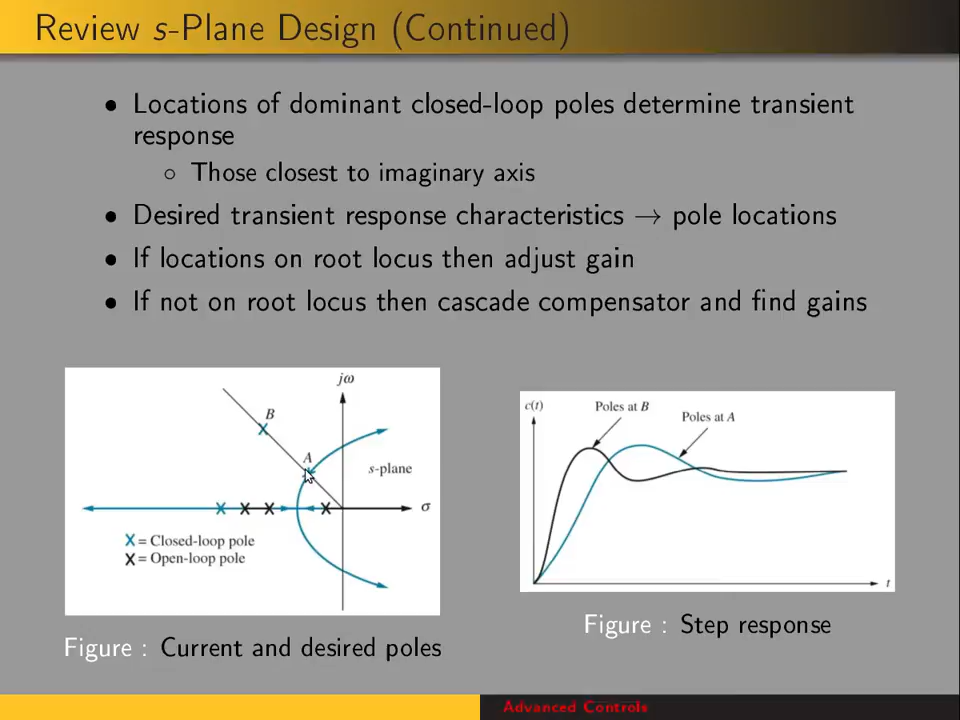 Review s-Plane Design (Continued)
• Locations of dominant closed-loop poles determine transient
response
◦ Those closest to imaginary axis
• Desired transient response characteristics → pole locations
• If locations on root locus then adjust gain
• If not on root locus then cascade compensator and find gains
jω
B
A
s-plane
σ
X = Closed-loop pole
X = Open-loop pole
Figure : Current and desired poles
c(t)
Poles at B
Poles at A
t
Figure : Step response
Advanced Controls